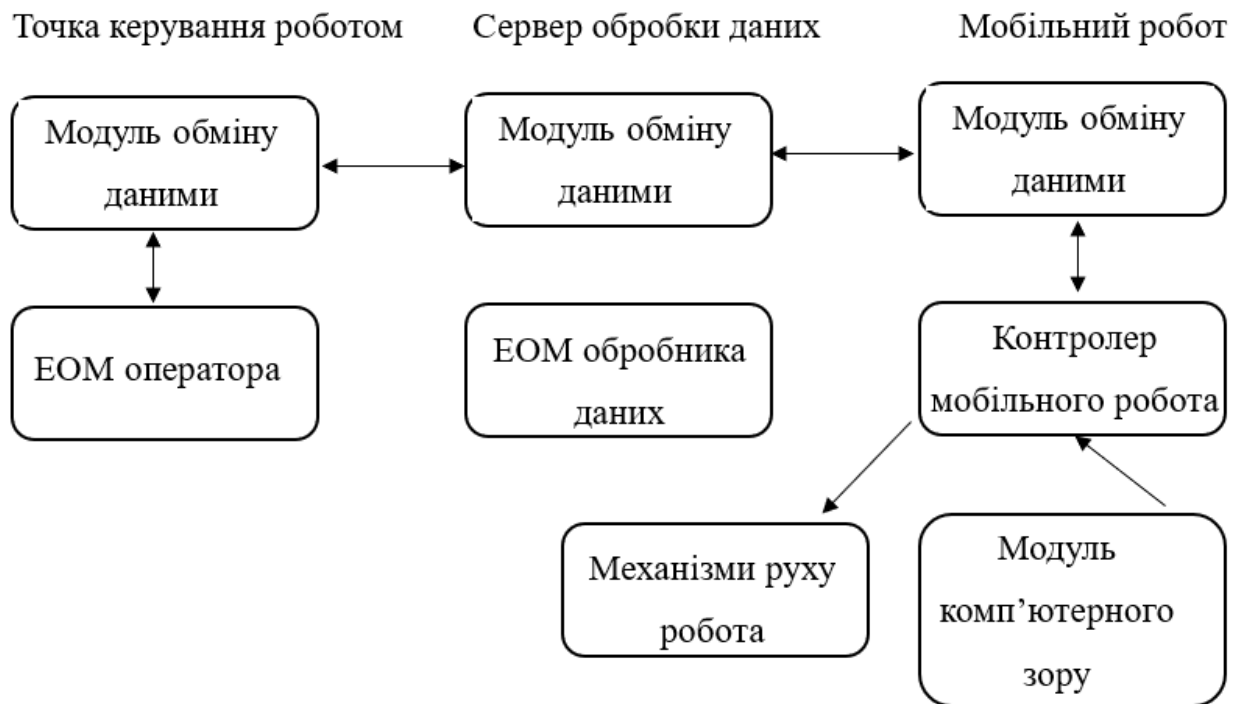 Точка керування роботом
Сервер обробки даних
Мобільний робот
Модуль обміну
даними
Модуль обміну
даними
Модуль обміну
даними
ЕОМ оператора
ЕОМ обробника
даних
Контролер
мобільного робота
Механізми руху
робота
Модуль
комп’ютерного
зору